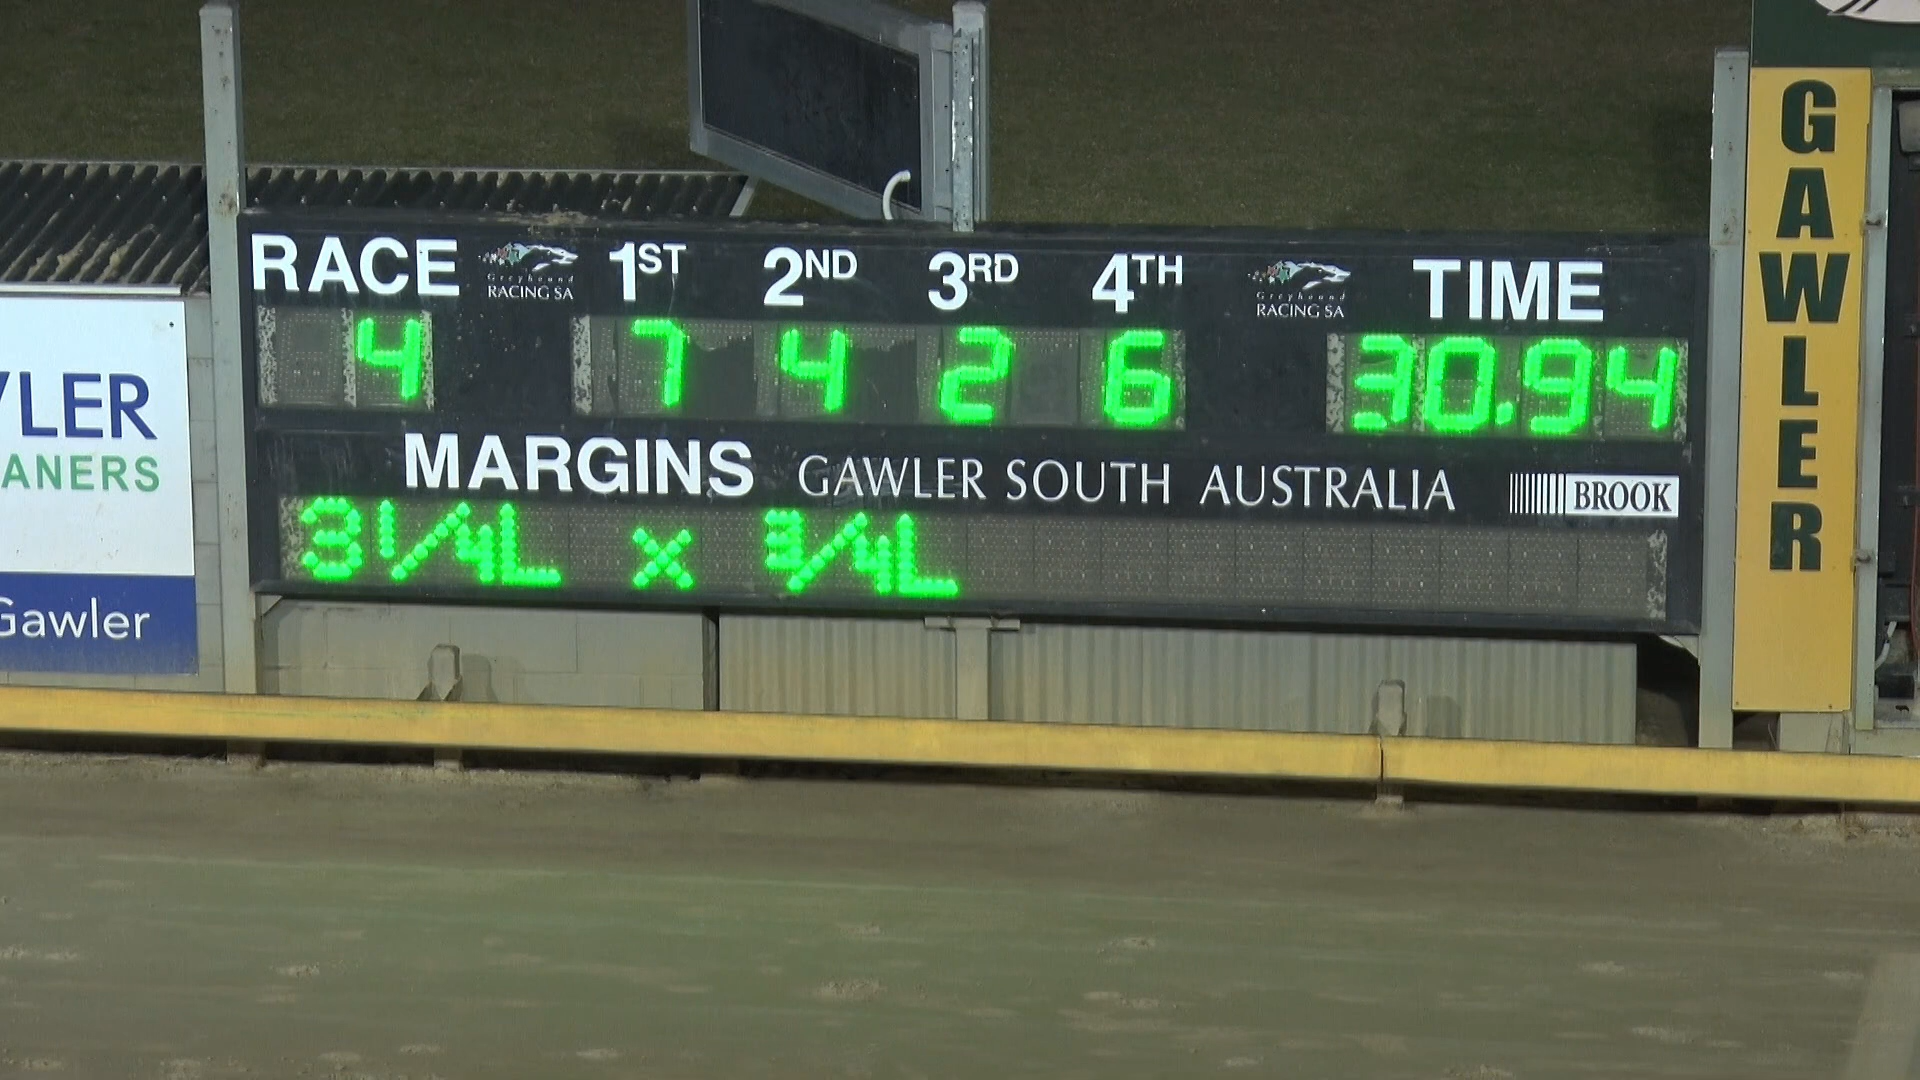 RACE 1ST 2ND 3RD 4TH TIME
Greyhound RACING SA
Greyhound RACING SA
4 7 4 2 6 30.94
MARGINS GAWLER SOUTH AUSTRALIA BROOK
3 1/4L x 3/4L
GAWLER
LER
ANERS
Gawler